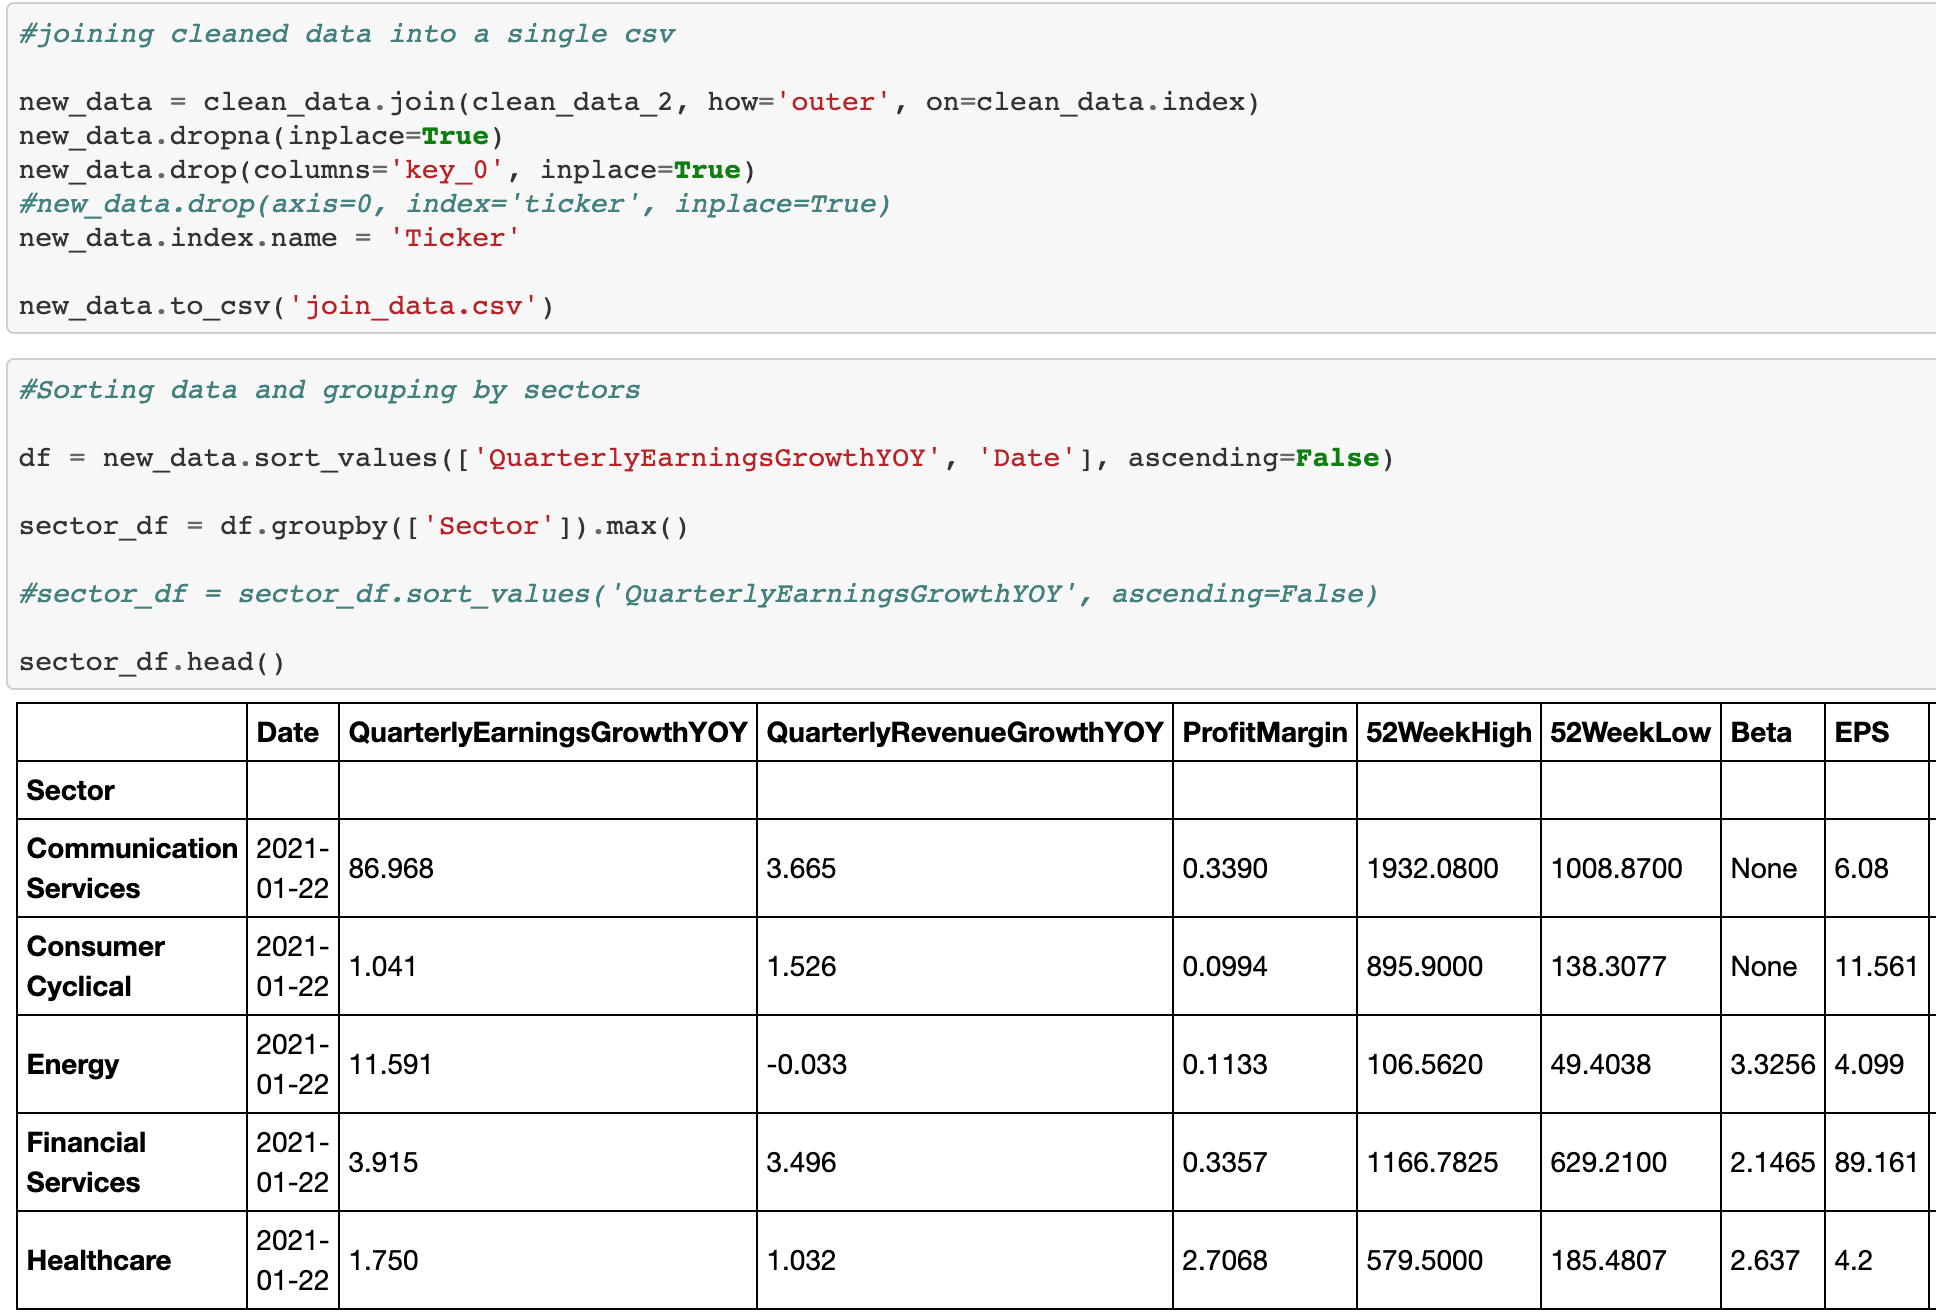 #joining cleaned data into a single csv
new_data = clean_data.join(clean_data_2, how='outer', on=clean_data.index)
new_data.dropna(inplace=True)
new_data.drop(columns='key_0', inplace=True)
#new_data.drop(axis=0, index='ticker', inplace=True)
new_data.index.name = 'Ticker'
new_data.to_csv('join_data.csv')
#Sorting data and grouping by sectors
df = new_data.sort_values(['QuarterlyEarningsGrowthYOY', 'Date'], ascending=False)
sector_df = df.groupby(['Sector']).max()
#sector_df = sector_df.sort_values('QuarterlyEarningsGrowthYOY', ascending=False)
sector_df.head()
Date QuarterlyEarningsGrowthYOY QuarterlyRevenueGrowthYOY ProfitMargin 52WeekHigh 52WeekLow Beta EPS
Sector
Communication Services 2021-01-22 86.968 3.665 0.3390 1932.0800 1008.8700 None 6.08
Consumer Cyclical 2021-01-22 1.041 1.526 0.0994 895.9000 138.3077 None 11.561
Energy 2021-01-22 11.591 -0.033 0.1133 106.5620 49.4038 3.3256 4.099
Financial Services 2021-01-22 3.915 3.496 0.3357 1166.7825 629.2100 2.1465 89.161
Healthcare 2021-01-22 1.750 1.032 2.7068 579.5000 185.4807 2.637 4.2